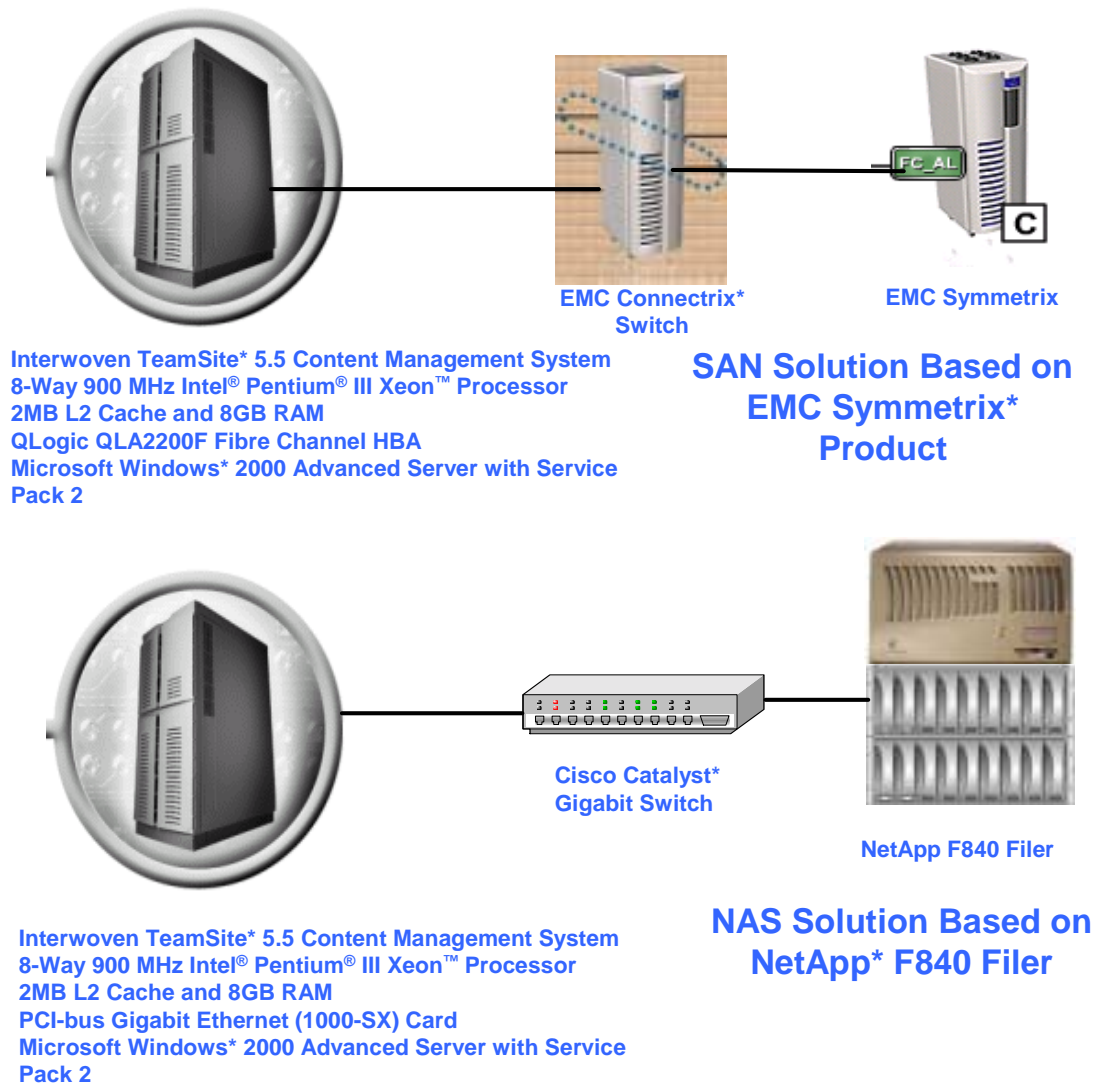 FC_AL
C
EMC Connectrix*
Switch
EMC Symmetrix
Interwoven TeamSite* 5.5 Content Management System
8-Way 900 MHz Intel® Pentium® III Xeon™ Processor
2MB L2 Cache and 8GB RAM
QLogic QLA2200F Fibre Channel HBA
Microsoft Windows* 2000 Advanced Server with Service
Pack 2
SAN Solution Based on
EMC Symmetrix*
Product
Cisco Catalyst*
Gigabit Switch
NetApp F840 Filer
Interwoven TeamSite* 5.5 Content Management System
8-Way 900 MHz Intel® Pentium® III Xeon™ Processor
2MB L2 Cache and 8GB RAM
PCI-bus Gigabit Ethernet (1000-SX) Card
Microsoft Windows* 2000 Advanced Server with Service
Pack 2
NAS Solution Based on
NetApp* F840 Filer